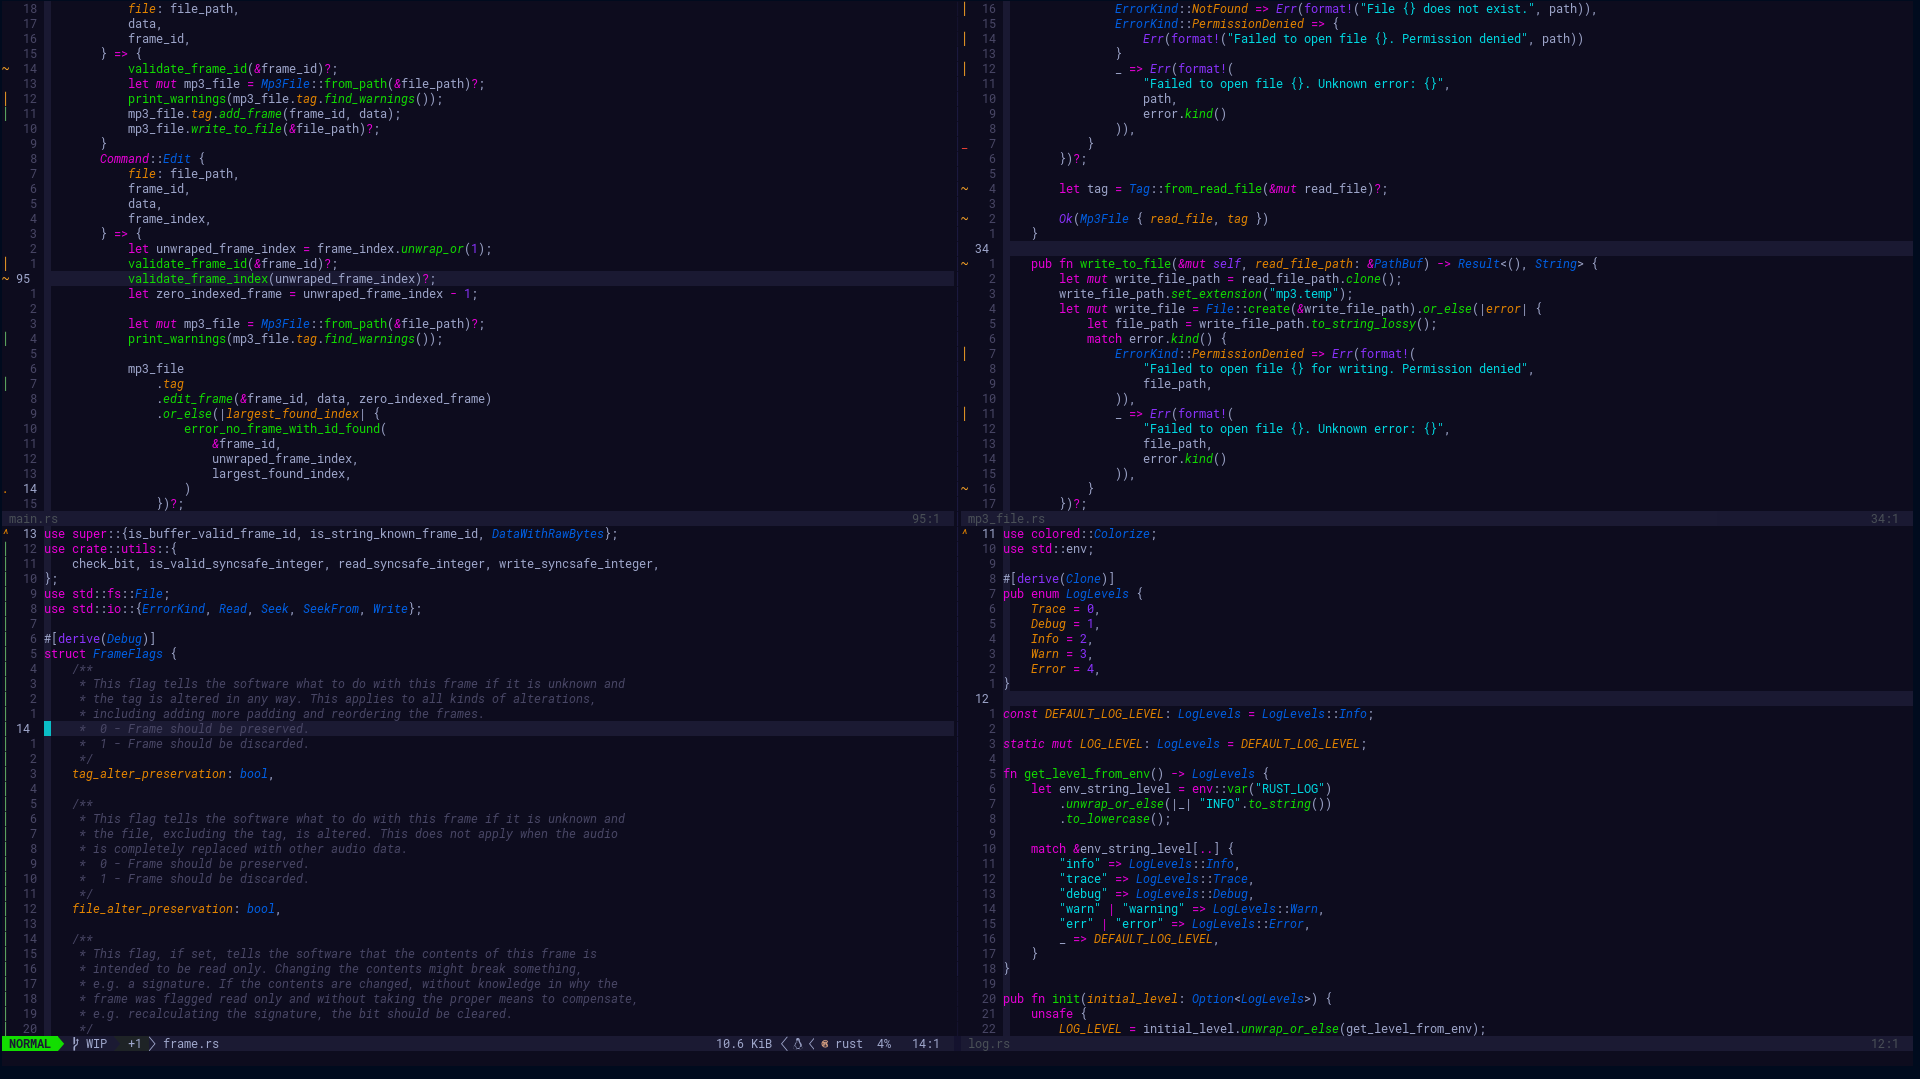 18         file: file_path,
17         data,
16         frame_id,
15     } => {
~ 14         validate_frame_id(&frame_id)?;
13         let mut mp3_file = Mp3File::from_path(&file_path)?;
12         print_warnings(mp3_file.tag.find_warnings());
11         mp3_file.tag.add_frame(frame_id, data);
10         mp3_file.write_to_file(&file_path)?;
9     }
8     Command::Edit {
7         file: file_path,
6         frame_id,
5         data,
4         frame_index,
3     } => {
2         let unwraped_frame_index = frame_index.unwrap_or(1);
1         validate_frame_id(&frame_id)?;
~ 95         validate_frame_index(unwraped_frame_index)?;
1         let zero_indexed_frame = unwraped_frame_index - 1;
2
3         let mut mp3_file = Mp3File::from_path(&file_path)?;
4         print_warnings(mp3_file.tag.find_warnings());
5
6         mp3_file
7             .tag
8             .edit_frame(&frame_id, data, zero_indexed_frame)
9             .or_else(|largest_found_index| {
10                 error_no_frame_with_id_found(
11                     &frame_id,
12                     unwraped_frame_index,
13                     largest_found_index,
. 14                 )
15             })?;
main.rs 95:1
^ 13 use super::{is_buffer_valid_frame_id, is_string_known_frame_id, DataWithRawBytes};
12 use crate::utils::{
11     check_bit, is_valid_syncsafe_integer, read_syncsafe_integer, write_syncsafe_integer,
10 };
9 use std::fs::File;
8 use std::io::{ErrorKind, Read, Seek, SeekFrom, Write};
7
6 #[derive(Debug)]
5 struct FrameFlags {
4     /**
3      * This flag tells the software what to do with this frame if it is unknown and
2      * the tag is altered in any way. This applies to all kinds of alterations,
1      * including adding more padding and reordering the frames.
14      *  0 - Frame should be preserved.
1      *  1 - Frame should be discarded.
2      */
3     tag_alter_preservation: bool,
4
5     /**
6      * This flag tells the software what to do with this frame if it is unknown and
7      * the file, excluding the tag, is altered. This does not apply when the audio
8      * is completely replaced with other audio data.
9      *  0 - Frame should be preserved.
10      *  1 - Frame should be discarded.
11      */
12     file_alter_preservation: bool,
13
14     /**
15      * This flag, if set, tells the software that the contents of this frame is
16      * intended to be read only. Changing the contents might break something,
17      * e.g. a signature. If the contents are changed, without knowledge in why the
18      * frame was flagged read only and without taking the proper means to compensate,
19      * e.g. recalculating the signature, the bit should be cleared.
20      */
NORMAL WIP +1 frame.rs 10.6 KiB rust 4% 14:1
16                 ErrorKind::NotFound => Err(format!("File {} does not exist.", path)),
15                 ErrorKind::PermissionDenied => {
14                     Err(format!("Failed to open file {}. Permission denied", path))
13                 }
12                 _ => Err(format!(
11                     "Failed to open file {}. Unknown error: {}",
10                     path,
9                     error.kind()
8                 )),
_ 7             }
6         })?;
5
~ 4         let tag = Tag::from_read_file(&mut read_file)?;
3
~ 2         Ok(Mp3File { read_file, tag })
1     }
34
~ 1     pub fn write_to_file(&mut self, read_file_path: &PathBuf) -> Result<(), String> {
2         let mut write_file_path = read_file_path.clone();
3         write_file_path.set_extension("mp3.temp");
4         let mut write_file = File::create(&write_file_path).or_else(|error| {
5             let file_path = write_file_path.to_string_lossy();
6             match error.kind() {
7                 ErrorKind::PermissionDenied => Err(format!(
8                     "Failed to open file {} for writing. Permission denied",
9                     file_path,
10                 )),
11                 _ => Err(format!(
12                     "Failed to open file {}. Unknown error: {}",
13                     file_path,
14                     error.kind()
15                 )),
~ 16             }
17         })?;
mp3_file.rs 34:1
^ 11 use colored::Colorize;
10 use std::env;
9
8 #[derive(Clone)]
7 pub enum LogLevels {
6     Trace = 0,
5     Debug = 1,
4     Info = 2,
3     Warn = 3,
2     Error = 4,
1 }
12
1 const DEFAULT_LOG_LEVEL: LogLevels = LogLevels::Info;
2
3 static mut LOG_LEVEL: LogLevels = DEFAULT_LOG_LEVEL;
4
5 fn get_level_from_env() -> LogLevels {
6     let env_string_level = env::var("RUST_LOG")
7         .unwrap_or_else(|_| "INFO".to_string())
8         .to_lowercase();
9
10     match &env_string_level[..] {
11         "info" => LogLevels::Info,
12         "trace" => LogLevels::Trace,
13         "debug" => LogLevels::Debug,
14         "warn" | "warning" => LogLevels::Warn,
15         "err" | "error" => LogLevels::Error,
16         _ => DEFAULT_LOG_LEVEL,
17     }
18 }
19
20 pub fn init(initial_level: Option<LogLevels>) {
21     unsafe {
22         LOG_LEVEL = initial_level.unwrap_or_else(get_level_from_env);
log.rs 12:1